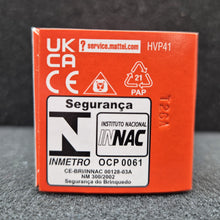 UK
CA
CE
? service.mattel.com
HVP41
21
PAP
Segurança
N
INMETRO
INSTITUTO NACIONAL
INNAC
OCP 0061
CE-BRI/INNAC 00128-03A
NM 300/2002
Segurança do Brinquedo